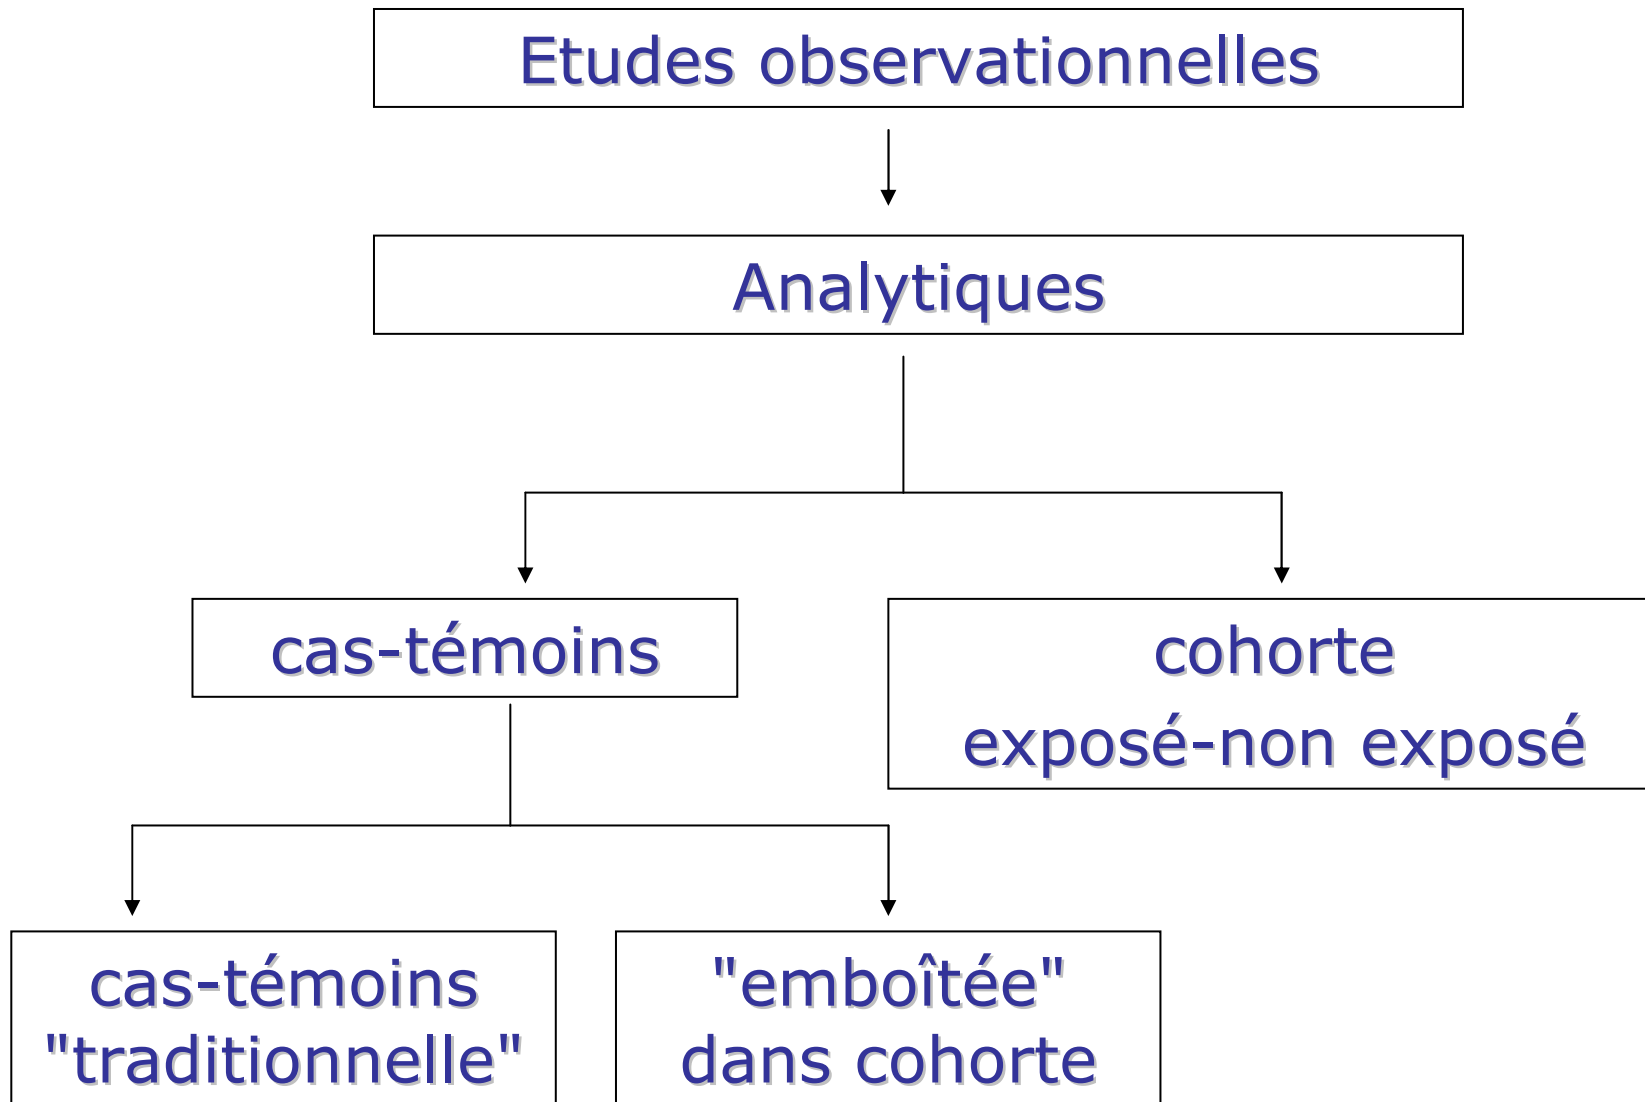 Etudes observationnelles
Analytiques
cas-témoins
cohorte
exposé-non exposé
cas-témoins
"traditionnelle"
"emboîtée"
dans cohorte